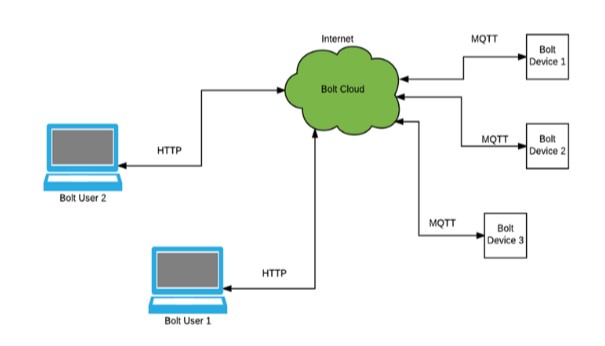 Internet
MQTT
Bolt
Device 1
Bolt Cloud
HTTP
MQTT
Bolt
Device 2
Bolt User 2
MQTT
Bolt
Device 3
HTTP
Bolt User 1